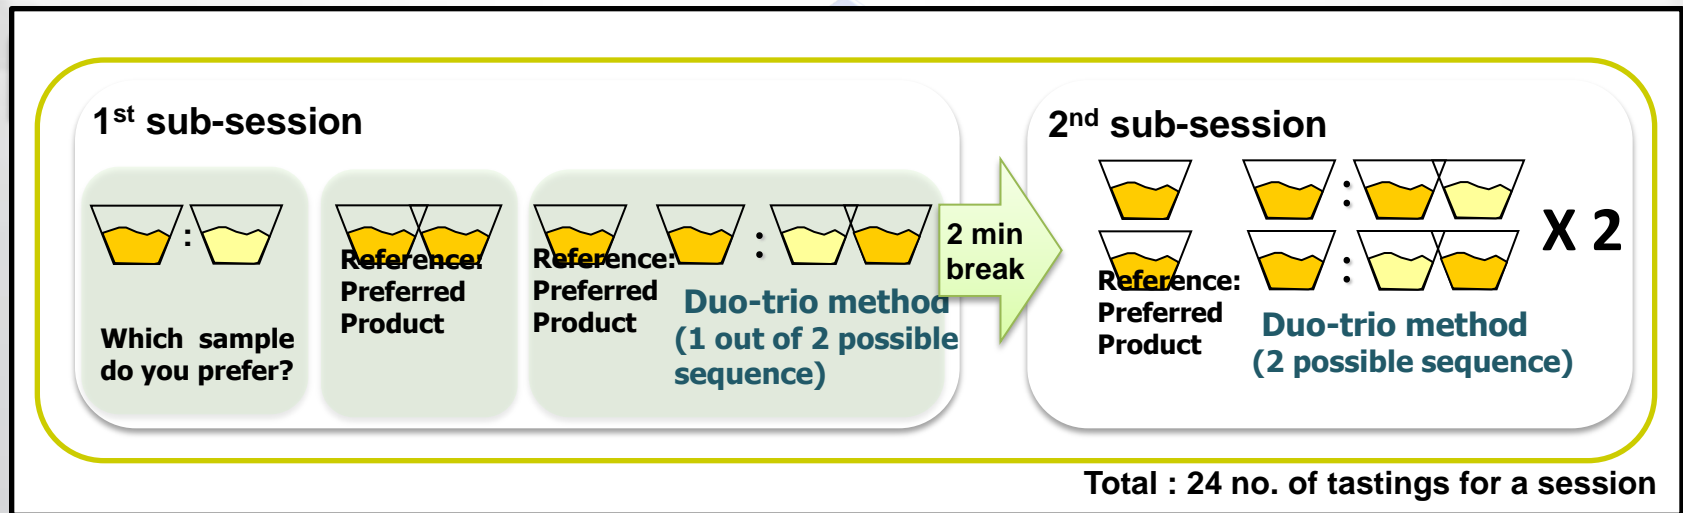 1st sub-session
:
Which sample
do you prefer?
Reference:
Preferred
Product
Reference:
Preferred
Product
:
Duo-trio method
(1 out of 2 possible
sequence)
2 min
break
2nd sub-session
:
:
X 2
Reference:
Preferred
Product
Duo-trio method
(2 possible sequence)
Total : 24 no. of tastings for a session